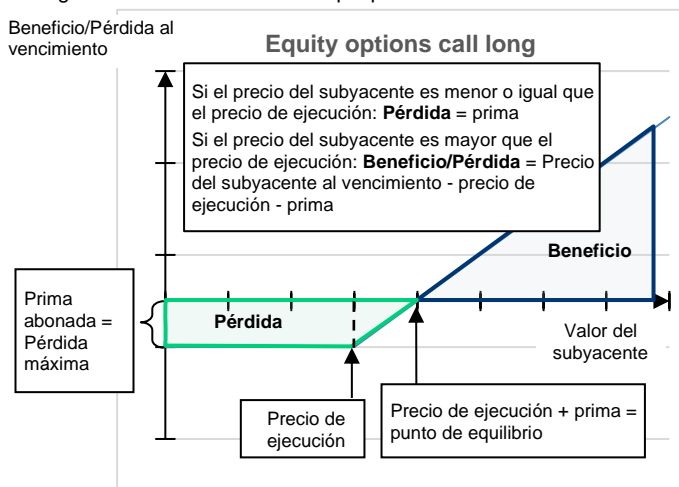 Beneficio/Pérdida al
vencimiento
Equity options call long
Si el precio del subyacente es menor o igual que
el precio de ejecución: Pérdida = prima
Si el precio del subyacente es mayor que el
precio de ejecución: Beneficio/Pérdida = Precio
del subyacente al vencimiento - precio de
ejecución - prima
Beneficio
Prima
abonada =
Pérdida
máxima
Pérdida
Valor del
subyacente
Precio de
ejecución
Precio de ejecución + prima =
punto de equilibrio